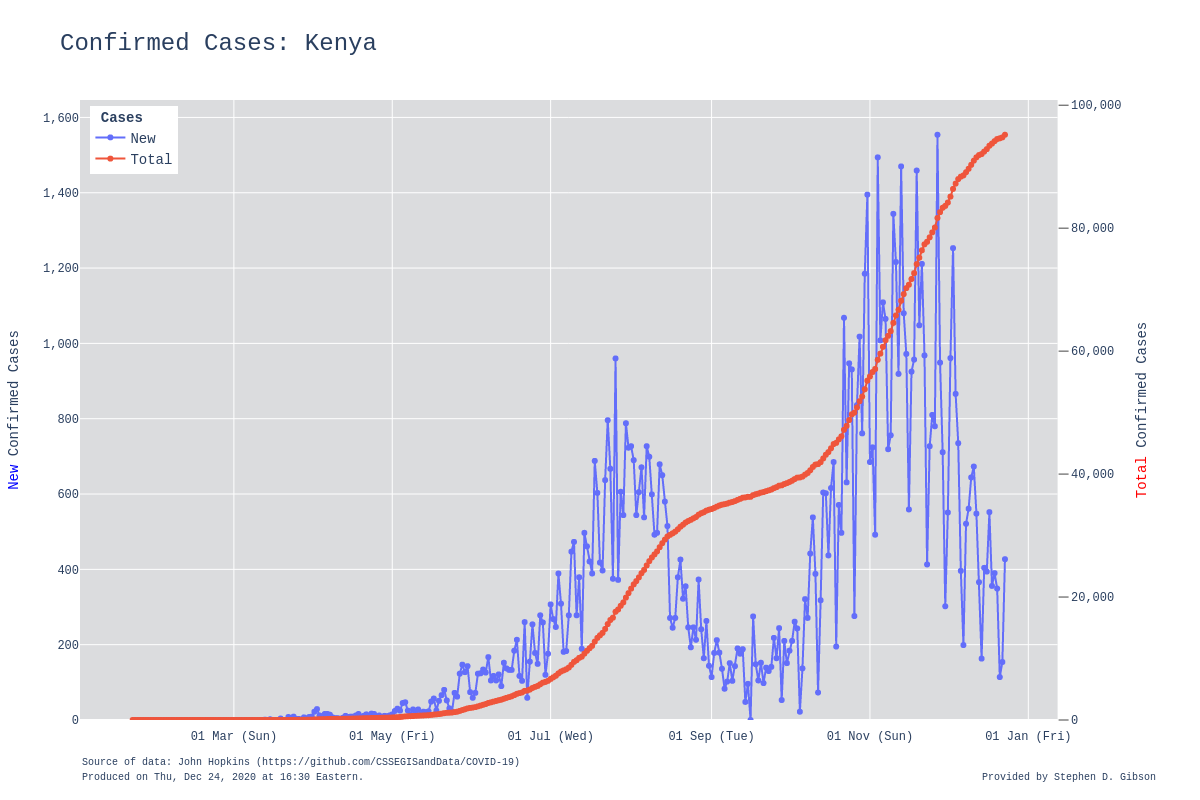 Confirmed Cases: Kenya
Cases
New
Total
1,600
1,400
1,200
1,000
800
600
400
200
0
New Confirmed Cases
100,000
80,000
60,000
40,000
20,000
0
Total Confirmed Cases
01 Mar (Sun) 01 May (Fri) 01 Jul (Wed) 01 Sep (Tue) 01 Nov (Sun) 01 Jan (Fri)
Source of data: John Hopkins (https://github.com/CSSEGISandData/COVID-19)
Produced on Thu, Dec 24, 2020 at 16:30 Eastern.
Provided by Stephen D. Gibson